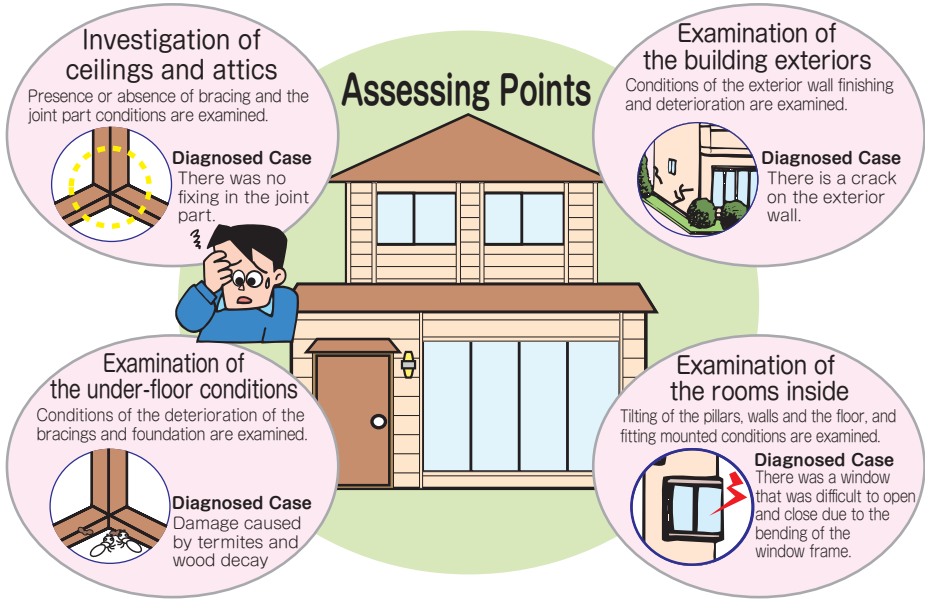 Assessing Points
Investigation of
ceilings and attics
Presence or absence of bracing and the
joint part conditions are examined.
Diagnosed Case
There was no
fixing in the joint
part.
Examination of
the building exteriors
Conditions of the exterior wall finishing
and deterioration are examined.
Diagnosed Case
There is a crack
on the exterior
wall.
Examination of
the under-floor conditions
Conditions of the deterioration of the
bracings and foundation are examined.
Diagnosed Case
Damage caused
by termites and
wood decay
Examination of
the rooms inside
Tilting of the pillars, walls and the floor, and
fitting mounted conditions are examined.
Diagnosed Case
There was a window
that was difficult to open
and close due to the
bending of the
window frame.